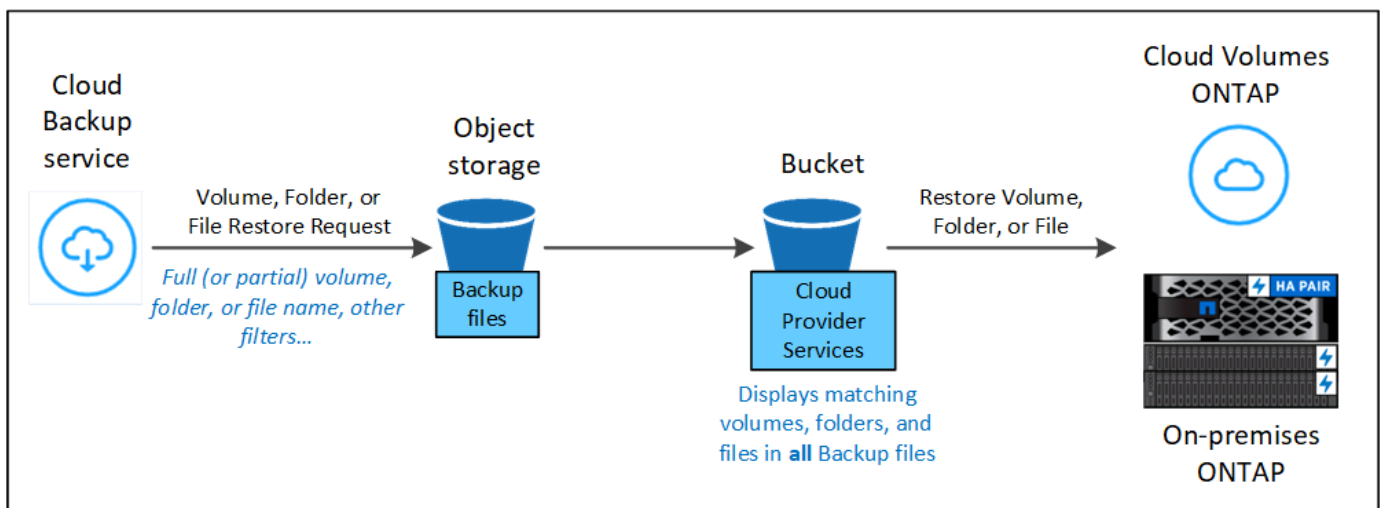 Cloud
Backup
service
Volume, Folder, or
File Restore Request
Full (or partial) volume,
folder, or file name, other
filters...
Object
storage
Backup
files
Bucket
Cloud
Provider
Services
Displays matching
volumes, folders, and
files in all Backup files
Restore Volume,
Folder, or File
Cloud Volumes
ONTAP
HA PAIR
On-premises
ONTAP